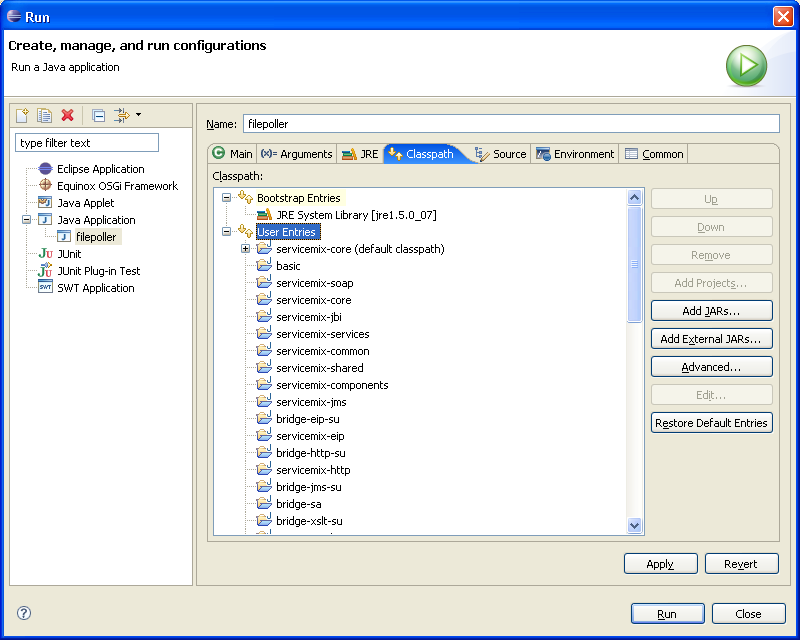 Run
Create, manage, and run configurations
Run a Java application
type filter text
Eclipse Application
Equinox OSGi Framework
Java Applet
Java Application
filepoller
JUnit
JUnit Plug-in Test
SWT Application
Name: filepoller
Main (x)= Arguments JRE Classpath Source Environment Common
Classpath:
Bootstrap Entries
JRE System Library [jre1.5.0_07]
User Entries
servicemix-core (default classpath)
basic
servicemix-soap
servicemix-core
servicemix-jbi
servicemix-services
servicemix-common
servicemix-shared
servicemix-components
servicemix-jms
bridge-eip-su
servicemix-eip
bridge-http-su
servicemix-http
bridge-jms-su
bridge-sa
bridge-xslt-su
Up
Down
Remove
Add Projects...
Add JARs...
Add External JARs...
Advanced...
Edit...
Restore Default Entries
Apply Revert
Run Close